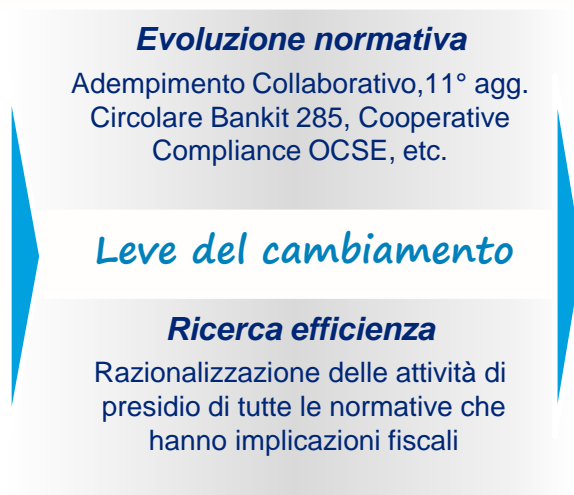 Evoluzione normativa
Adempimento Collaborativo,11° agg.
Circolare Bankit 285, Cooperative
Compliance OCSE, etc.
Leve del cambiamento
Ricerca efficienza
Razionalizzazione delle attività di
presidio di tutte le normative che
hanno implicazioni fiscali